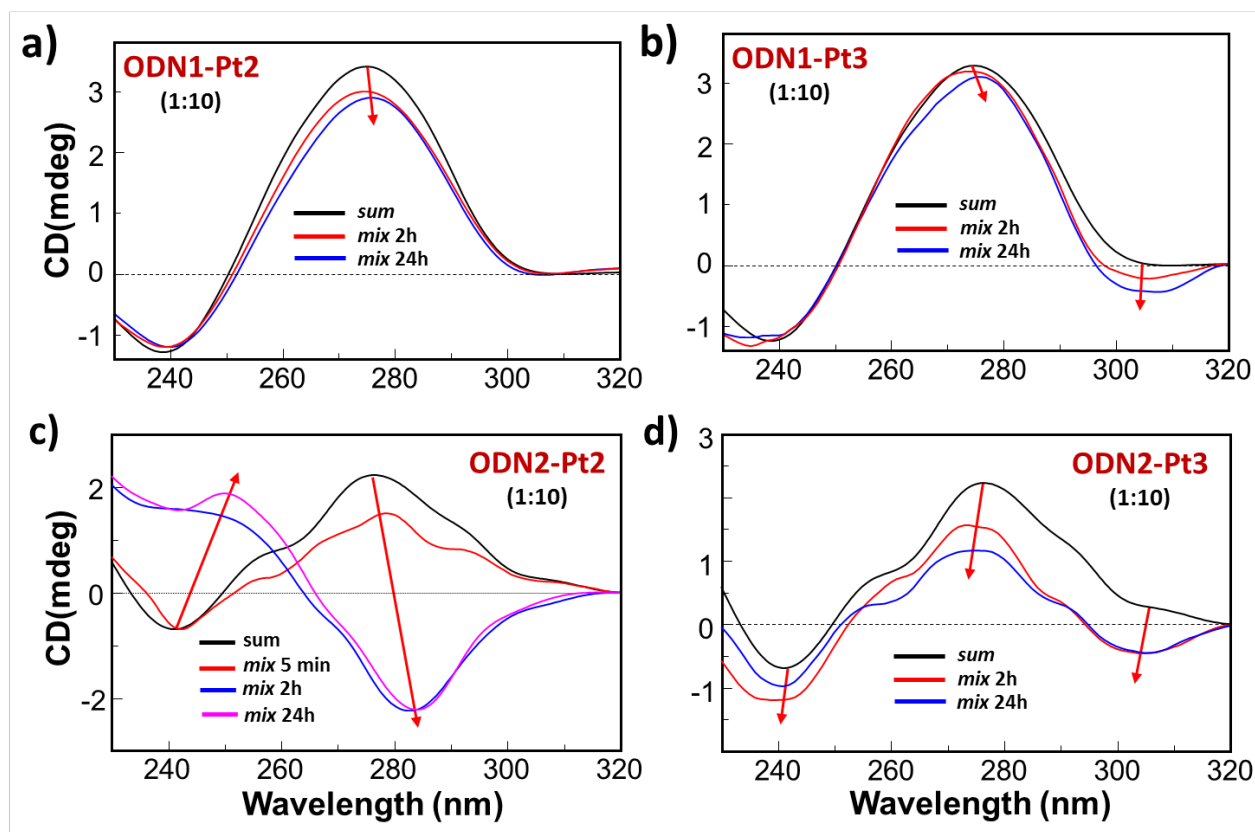 a)
ODN1-Pt2
(1:10)
CD(mdeg)
3
2
1
0
-1
sum
mix 2h
mix 24h
240
260
280
300
320
b)
ODN1-Pt3
(1:10)
3
2
1
0
-1
sum
mix 2h
mix 24h
240
260
280
300
320
c)
ODN2-Pt2
(1:10)
CD(mdeg)
2
0
-2
sum
mix 5 min
mix 2h
mix 24h
240
260
280
300
320
Wavelength (nm)
d)
ODN2-Pt3
(1:10)
3
2
1
0
-1
sum
mix 2h
mix 24h
240
260
280
300
320
Wavelength (nm)